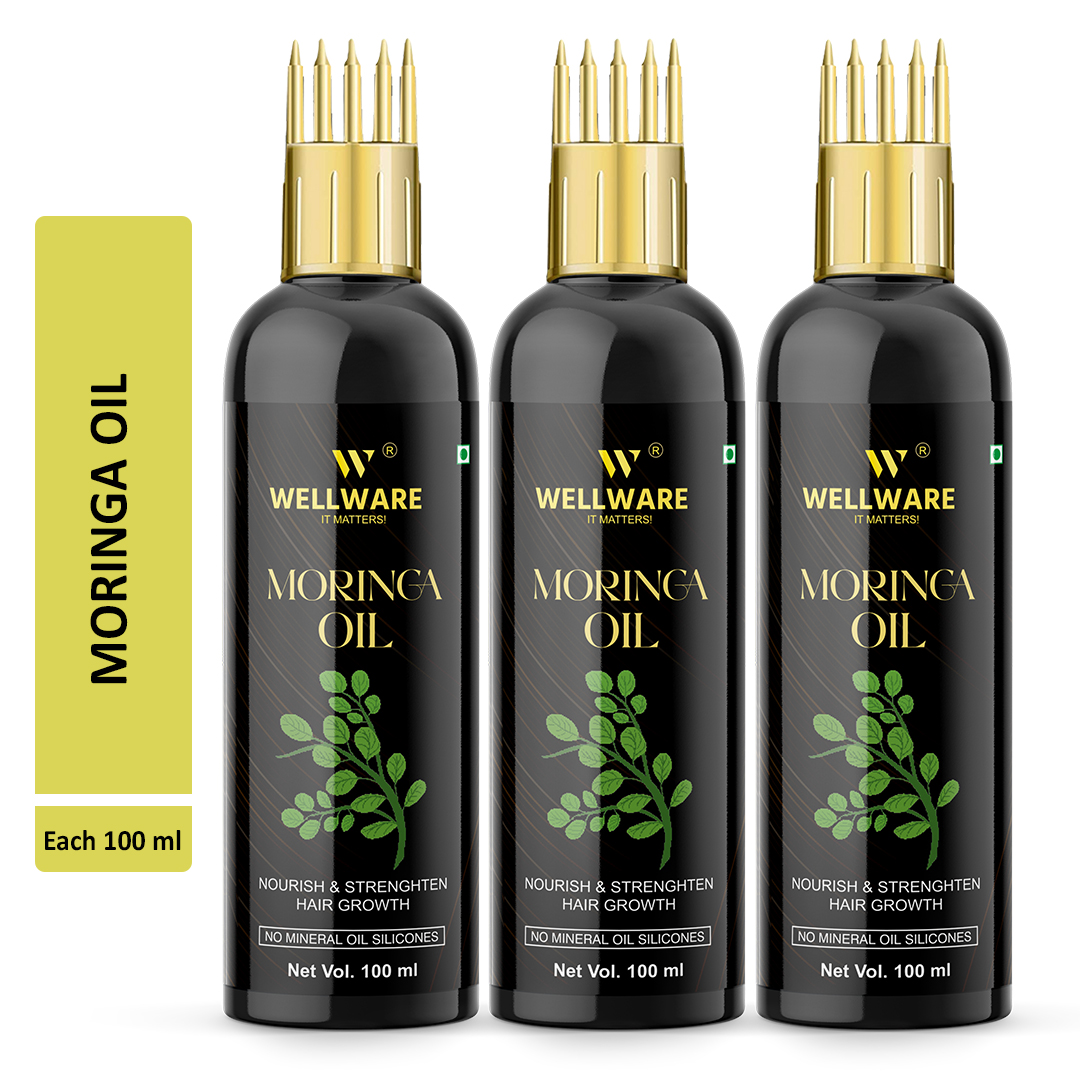 MORINGA OIL
Each 100 ml
W ®
WELLWARE
IT MATTERS!
MORINGA
OIL
NOURISH & STRENGHTEN
HAIR GROWTH
NO MINERAL OIL SILICONES
Net Vol. 100 ml
W ®
WELLWARE
IT MATTERS!
MORINGA
OIL
NOURISH & STRENGHTEN
HAIR GROWTH
NO MINERAL OIL SILICONES
Net Vol. 100 ml
W ®
WELLWARE
IT MATTERS!
MORINGA
OIL
NOURISH & STRENGHTEN
HAIR GROWTH
NO MINERAL OIL SILICONES
Net Vol. 100 ml